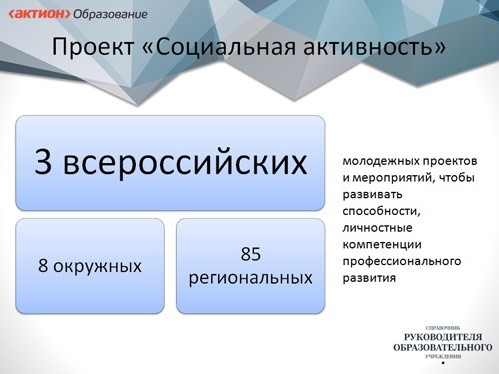 ‹актион› Образование
Проект «Социальная активность»
3 всероссийских
8 окружных
85
региональных
молодежных проектов
и мероприятий, чтобы
развивать
способности,
личностные
компетенции
профессионального
развития
СПРАВОЧНИК
РУКОВОДИТЕЛЯ
ОБРАЗОВАТЕЛЬНОГО
УЧРЕЖДЕНИЯ